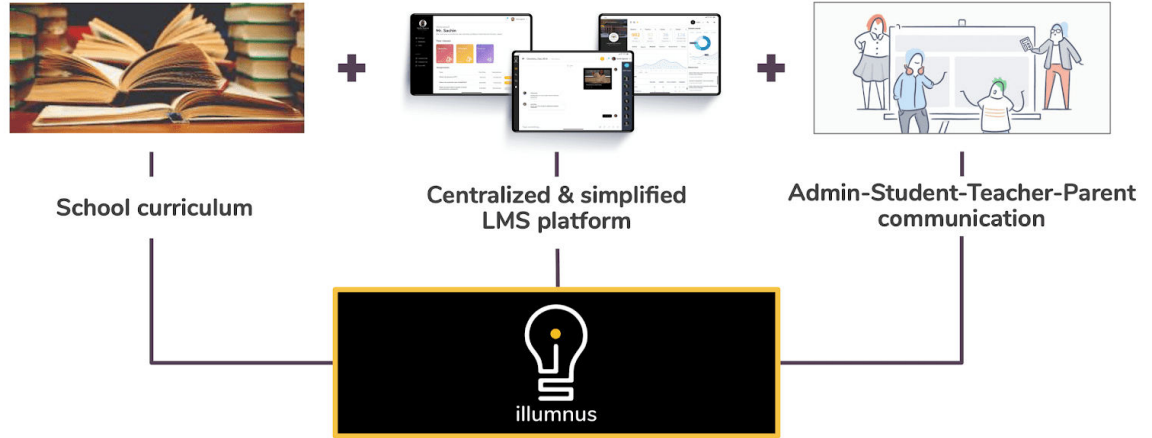 School curriculum
Centralized & simplified
LMS platform
Admin-Student-Teacher-Parent
communication
illumnus